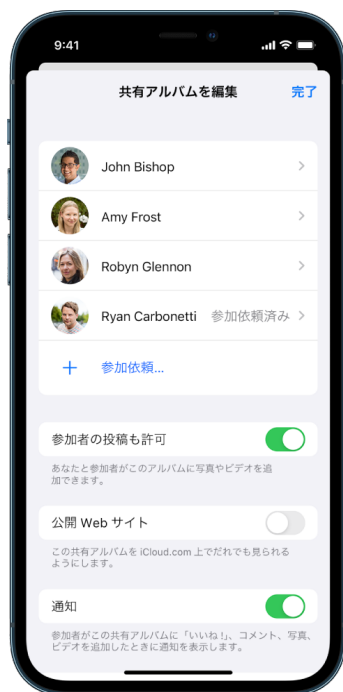 9:41
共有アルバムを編集 完了
John Bishop
Amy Frost
Robyn Glennon
Ryan Carbonetti 参加依頼済み
参加依頼...
参加者の投稿も許可
あなたと参加者がこのアルバムに写真やビデオを追
加できます。
公開 Web サイト
この共有アルバムを iCloud.com 上でだれでも見られる
ようにします。
通知
参加者がこの共有アルバムに「いいね!」、コメント、写真、
ビデオを追加したときに通知を表示します。